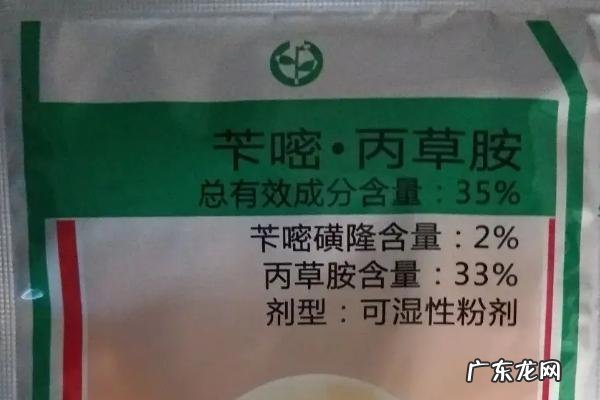 苄嘧·丙草胺
总有效成分含量：35%
苄嘧磺隆含量：2%
丙草胺含量：33%
剂型：可湿性粉剂
广东龙网